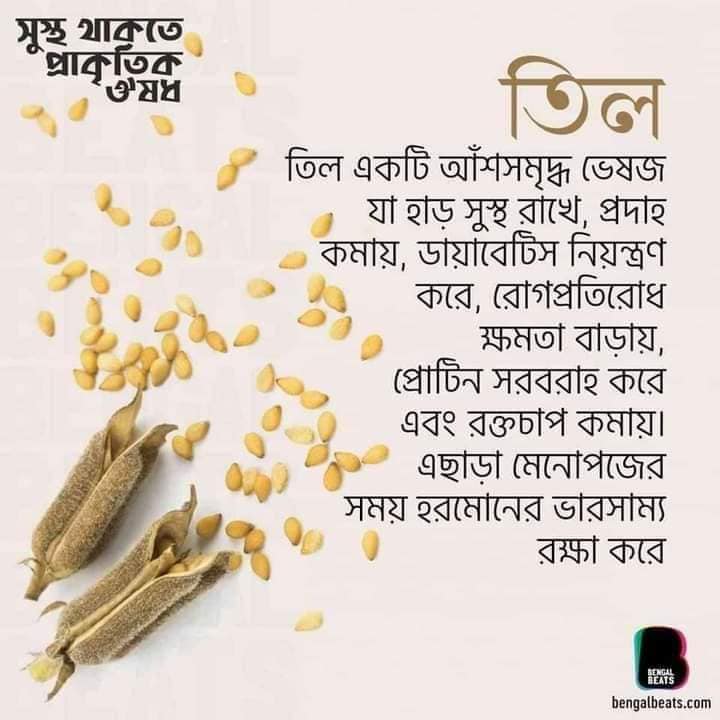 সুস্থ থাকতে
প্রাকৃতিক
ঔষধ
তিল
তিল একটি আঁশসমৃদ্ধ ভেষজ
যা হাড় সুস্থ রাখে, প্রদাহ
কমায়, ডায়াবেটিস নিয়ন্ত্রণ
করে, রোগপ্রতিরোধ
ক্ষমতা বাড়ায়,
প্রোটিন সরবরাহ করে
এবং রক্তচাপ কমায়।
এছাড়া মেনোপজের
সময় হরমোনের ভারসাম্য
রক্ষা করে
BENGAL
BEATS
bengalbeats.com